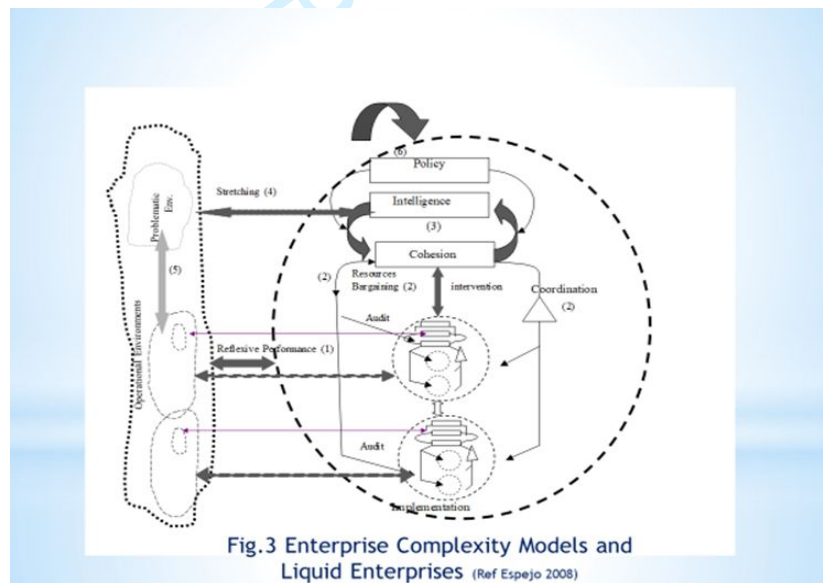 (6)
Policy
Stretching (4)
Intelligence
(3)
Problematic
Env.
Cohesion
(5)
(2)
Resources
Bargaining (2)
intervention
Coordination
(2)
Audit
Operational Environments
Reflexive Performance (1)
Audit
Implementation
Fig.3 Enterprise Complexity Models and
Liquid Enterprises (Ref Espejo 2008)